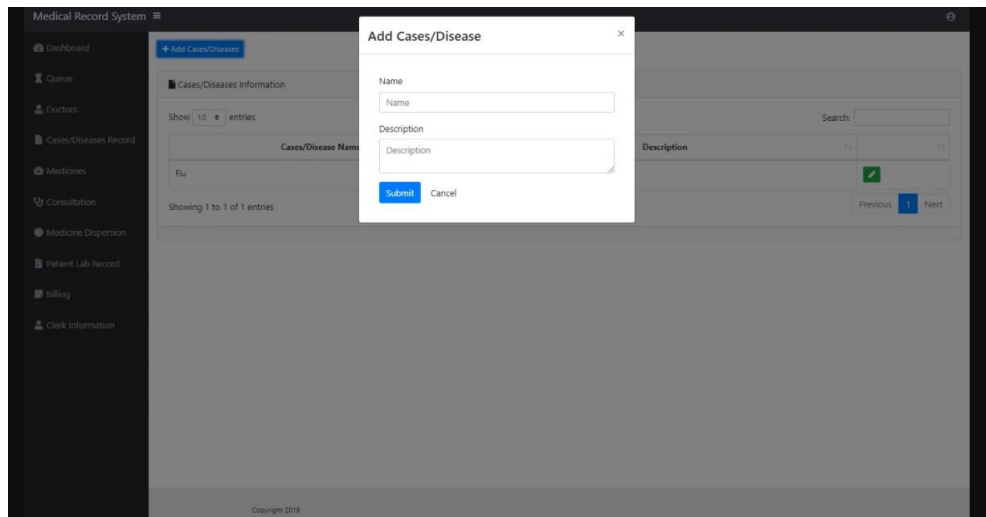 Medical Record System
Dashboard
Queue
Doctors
Cases/Diseases Record
Medicines
Consultation
Medicine Dispersion
Patient Lab Record
Billing
Clerk Information
+ Add Cases/Diseases
Cases/Diseases Information
Show 10 entries
Search:
Cases/Disease Name
Description
Flu
Showing 1 to 1 of 1 entries
Previous 1 Next
Add Cases/Disease ×
Name
Name
Description
Description
Submit Cancel
Copyright 2019